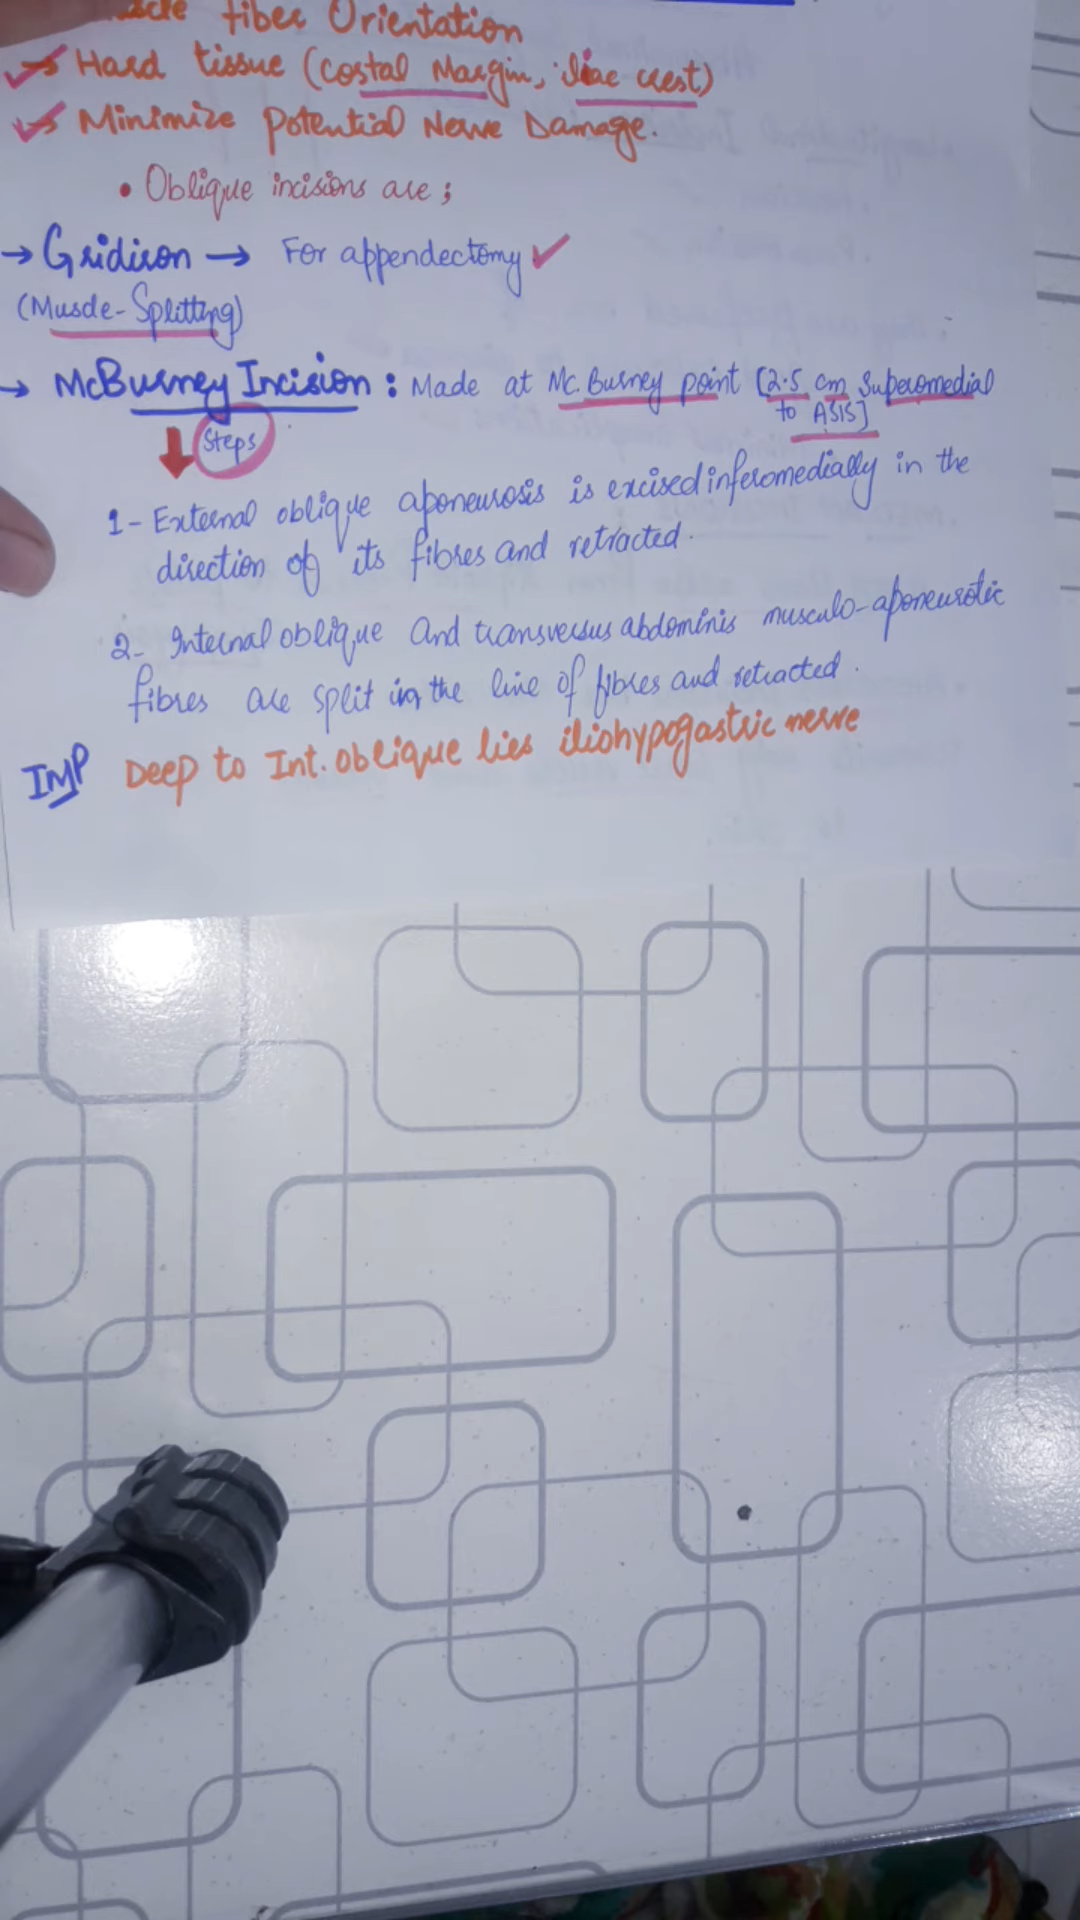 fiber Orientation
→ Hard tissue (costal Margin, iliac crest)
→ Minimize potential Nerve Damage.
• Oblique incisions are ;
→ Gridiron → For appendectomy ✓
(Muscle-Splitting)
→ McBurney Incision : Made at Mc.Burney point [2.5 cm superomedial
to ASIS]
Steps
1- External oblique aponeurosis is excised inferomedially in the
direction of its fibres and retracted.
2- Internal oblique and transversus abdominis musculo-aponeurotic
fibres are split in the line of fibres and retracted.
IMP Deep to Int. oblique lies iliohypogastric nerve